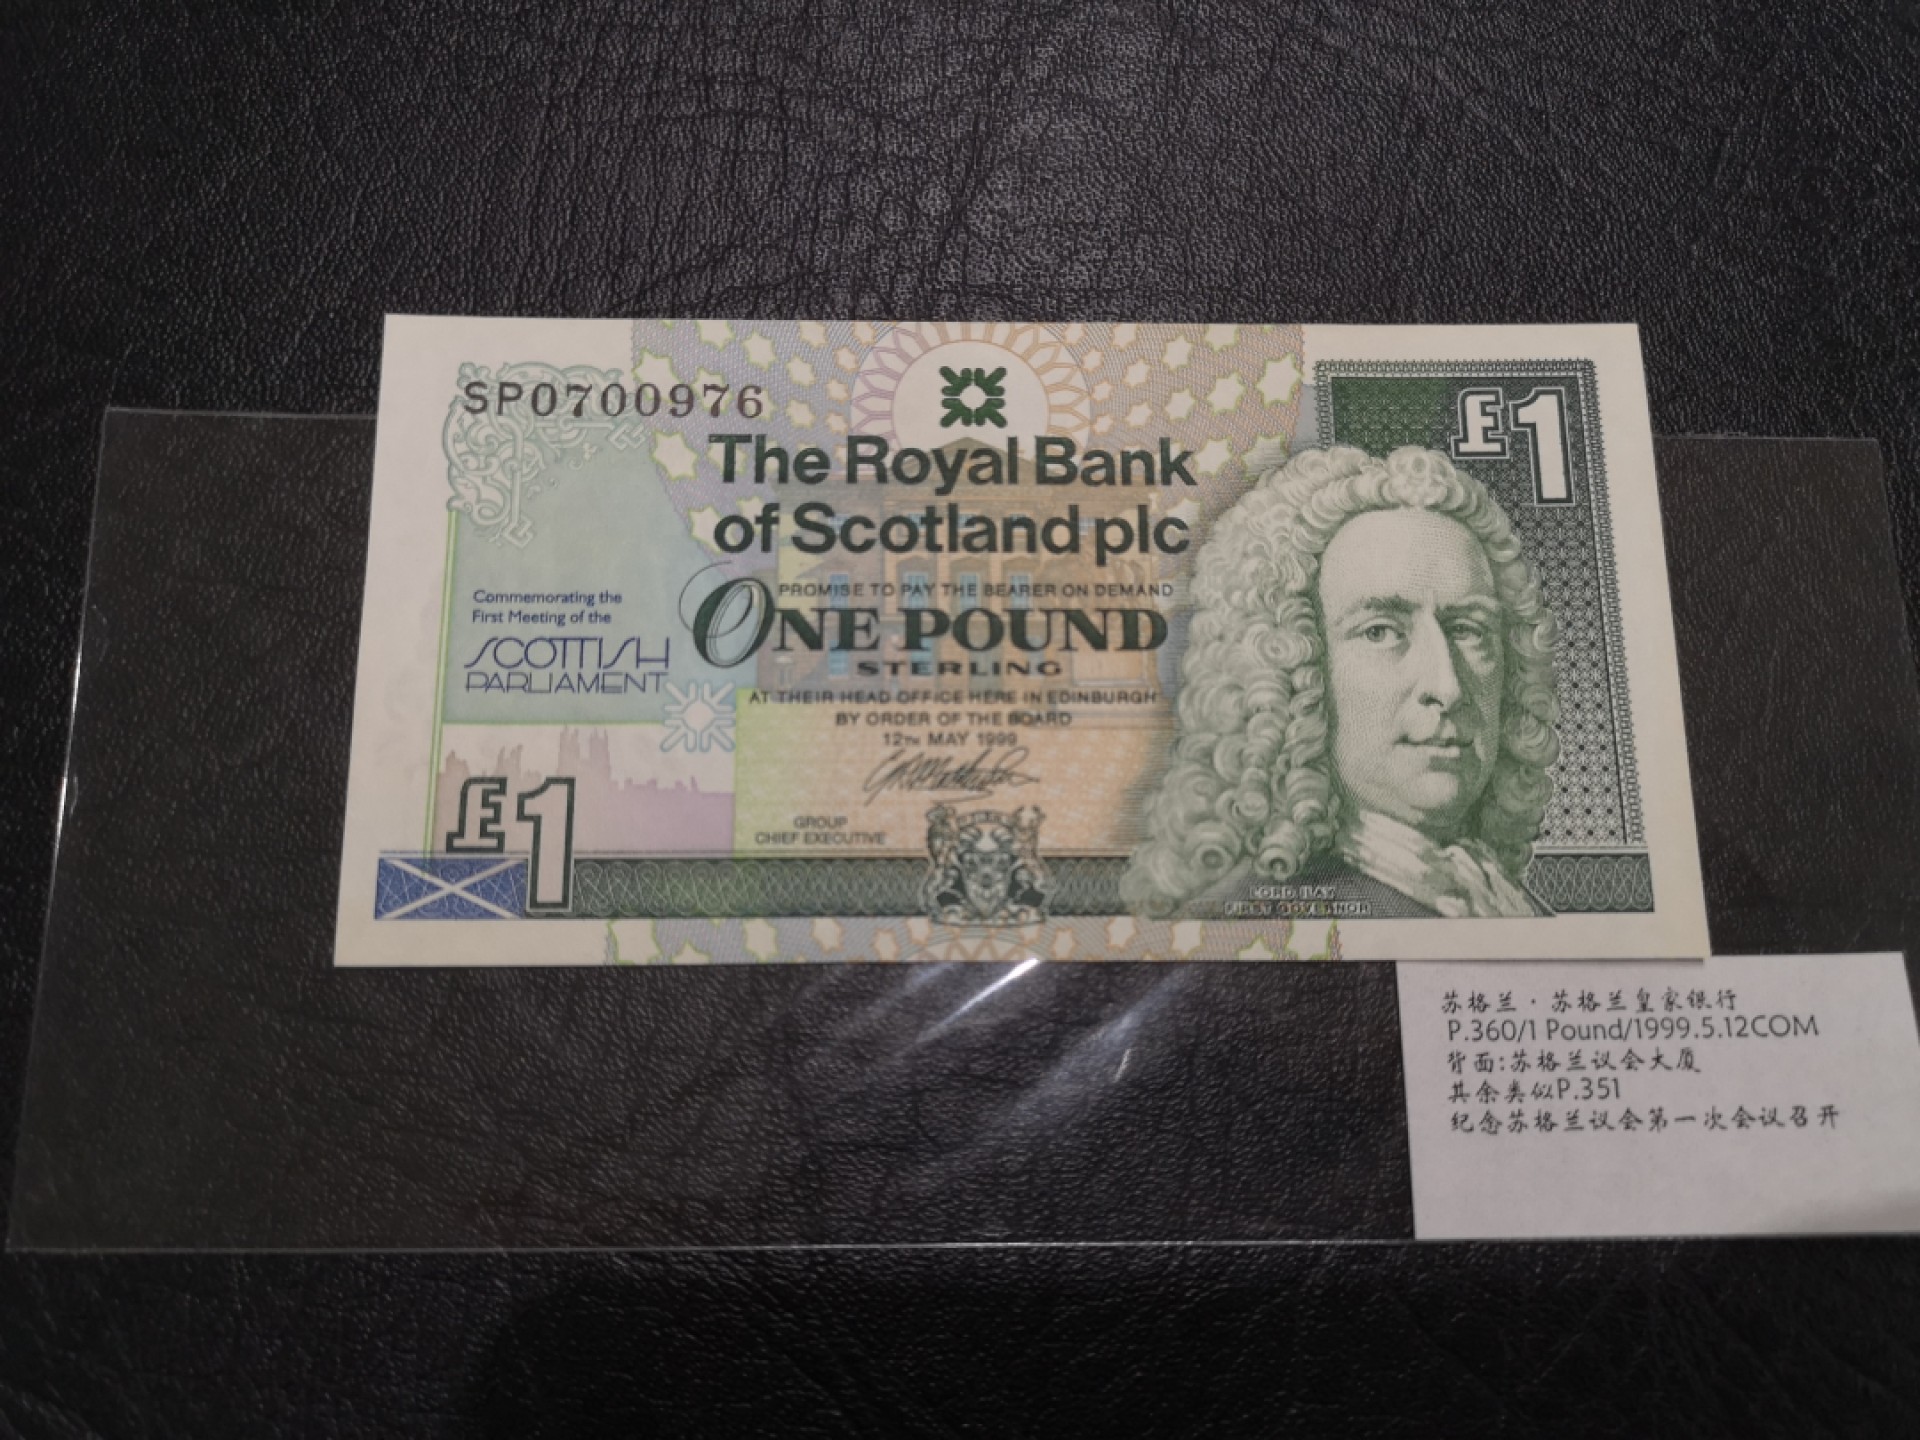 SP0700976
£1
The Royal Bank
of Scotland plc
PROMISE TO PAY THE BEARER ON DEMAND
ONE POUND
STERLING
AT THEIR HEAD OFFICE HERE IN EDINBURGH
BY ORDER OF THE BOARD
12TH MAY 1999
GROUP
CHIEF EXECUTIVE
Commemorating the
First Meeting of the
SCOTTISH
PARLIAMENT
£1
LORD ILAY
FIRST GOVERNOR
苏格兰·苏格兰皇家银行
P.360/1 Pound/1999.5.12COM
背面:苏格兰议会大厦
其余类似P.351
纪念苏格兰议会第一次会议召开